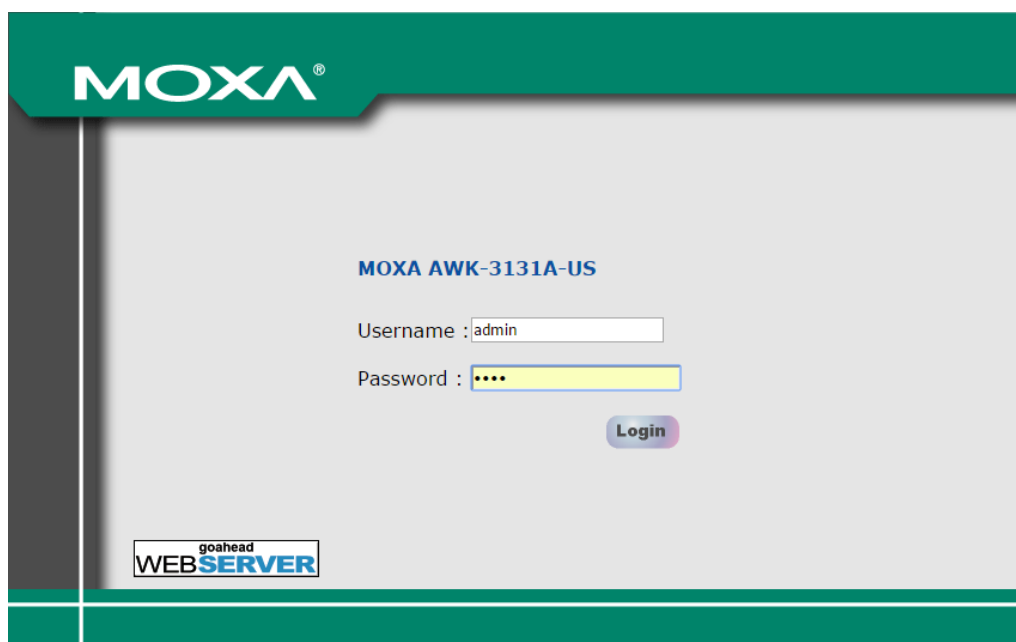 MOXA®
MOXA AWK-3131A-US
Username : admin
Password : ••••
Login
goahead
WEBSERVER